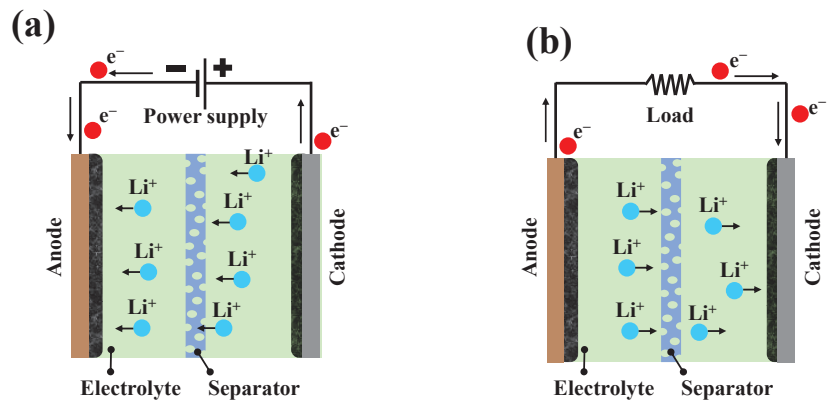 (a)
e⁻
− +
e⁻
Power supply
e⁻
Li⁺
Li⁺
Li⁺
Li⁺
Li⁺
Li⁺
Li⁺
Anode
Cathode
Electrolyte
Separator
(b)
e⁻
Load
e⁻
e⁻
Li⁺
Li⁺
Li⁺
Li⁺
Li⁺
Li⁺
Anode
Cathode
Electrolyte
Separator